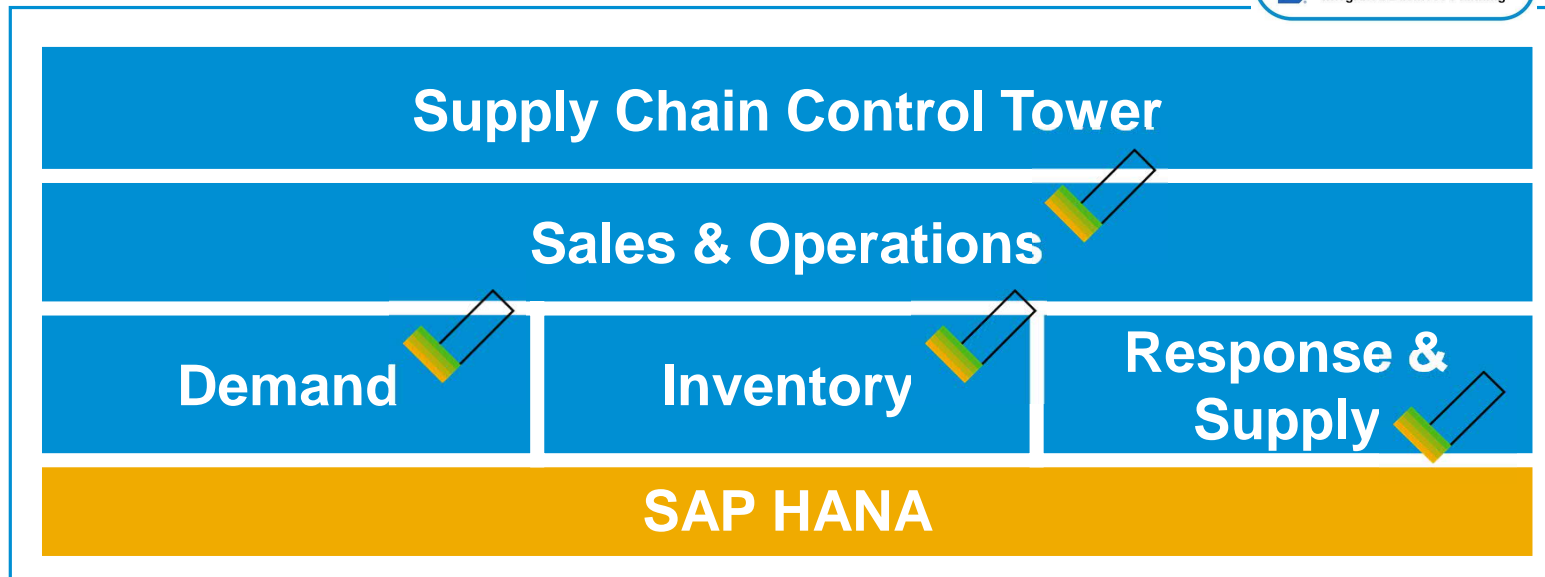 Supply Chain Control Tower
Sales & Operations
Demand
Inventory
Response &
Supply
SAP HANA